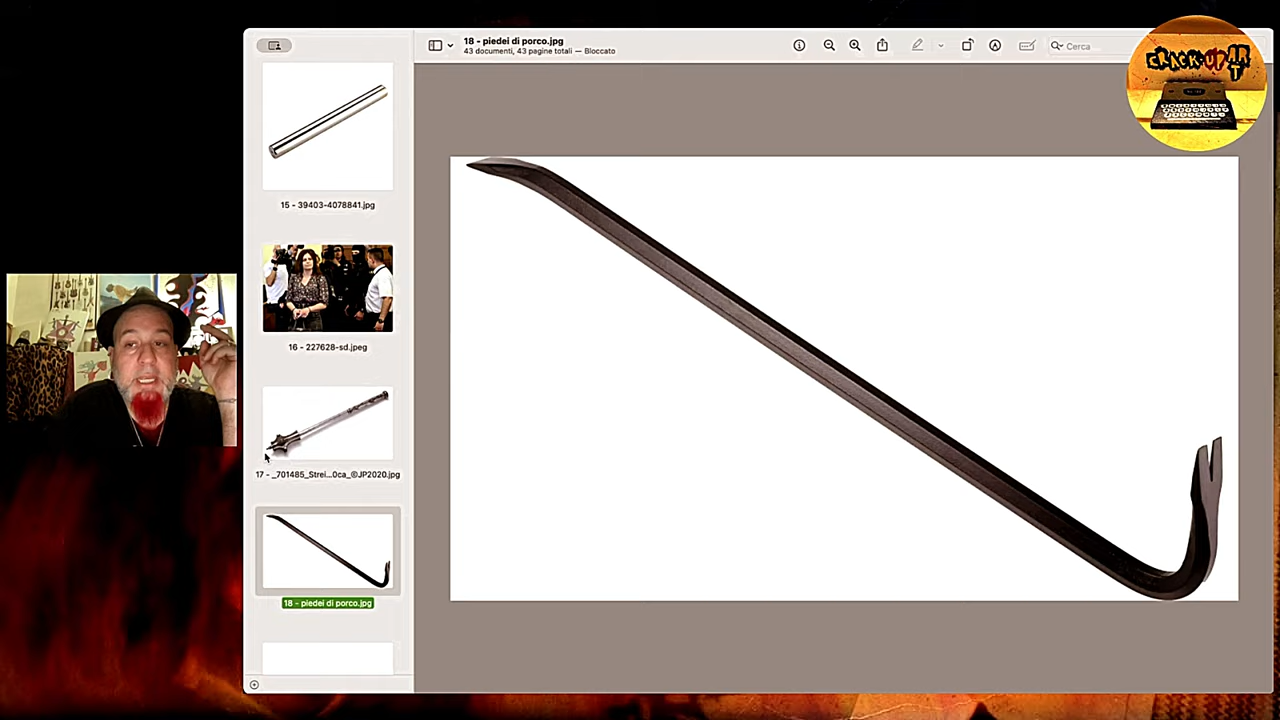 18 - piedei di porco.jpg
43 documenti, 43 pagine totali — Bloccato
Cerca
CRACK-UP ART
15 - 39403-4078841.jpg
16 - 227628-sd.jpeg
17 - _701485_Strei...0ca_©JP2020.jpg
18 - piedei di porco.jpg